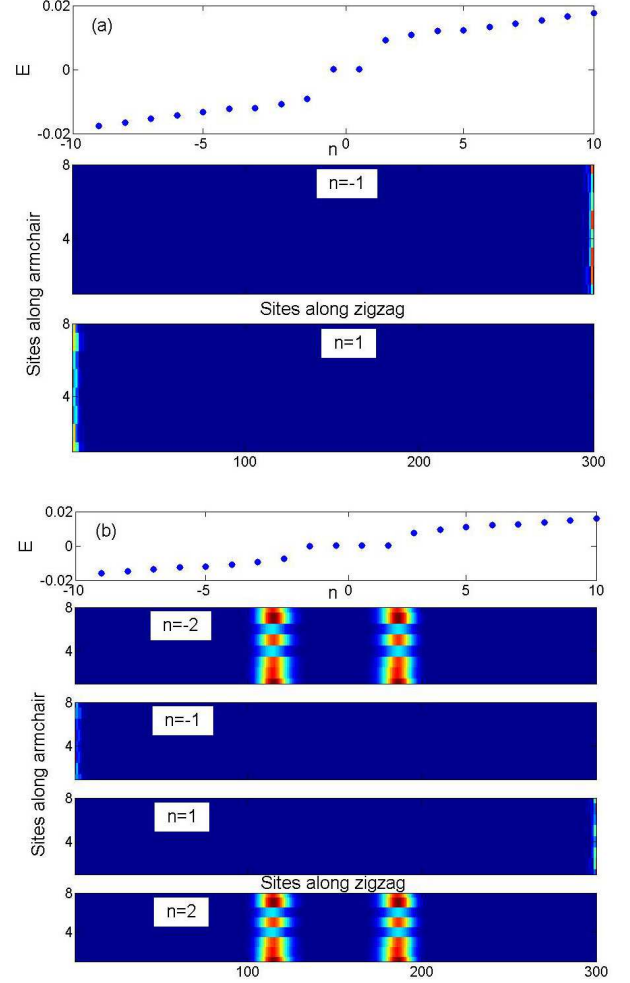 (a)
0.02
0
-0.02
E
-10 -5 0 5 10
n
8
4
n=-1
Sites along zigzag
Sites along armchair
8
4
n=1
100 200 300
(b)
0.02
0
-0.02
E
-10 -5 0 5 10
n
8
4
n=-2
8
4
n=-1
Sites along armchair
8
4
n=1
Sites along zigzag
8
4
n=2
100 200 300